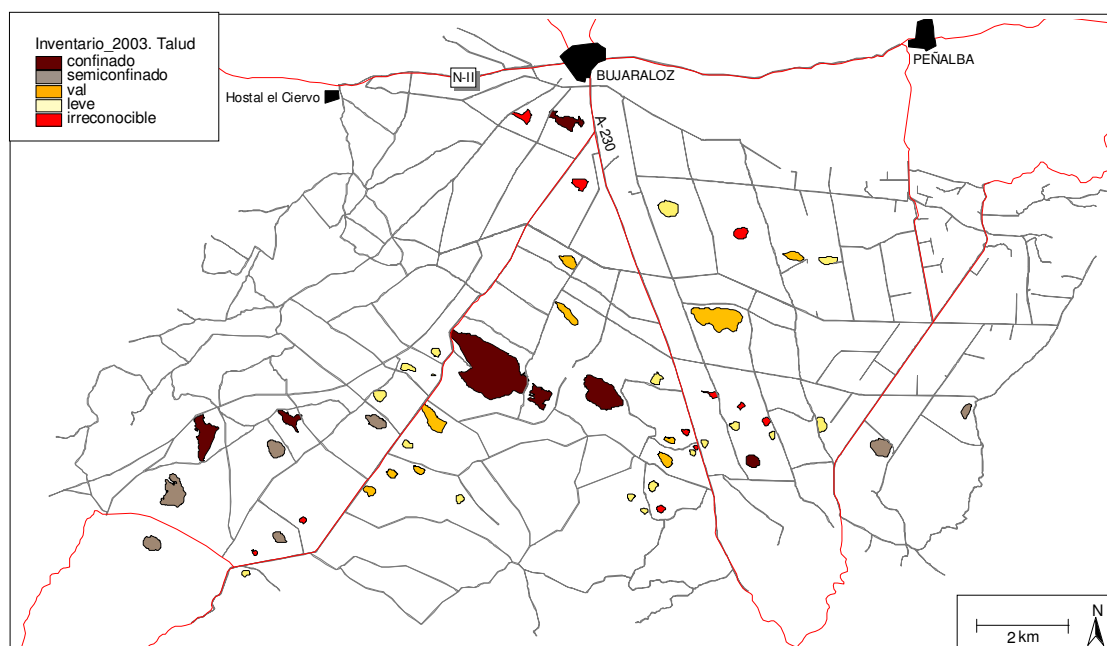 Inventario_2003. Talud
confinado
semiconfinado
val
leve
irreconocible
PEÑALBA
N-II
BUJARALOZ
Hostal el Ciervo
A-230
N
2 km